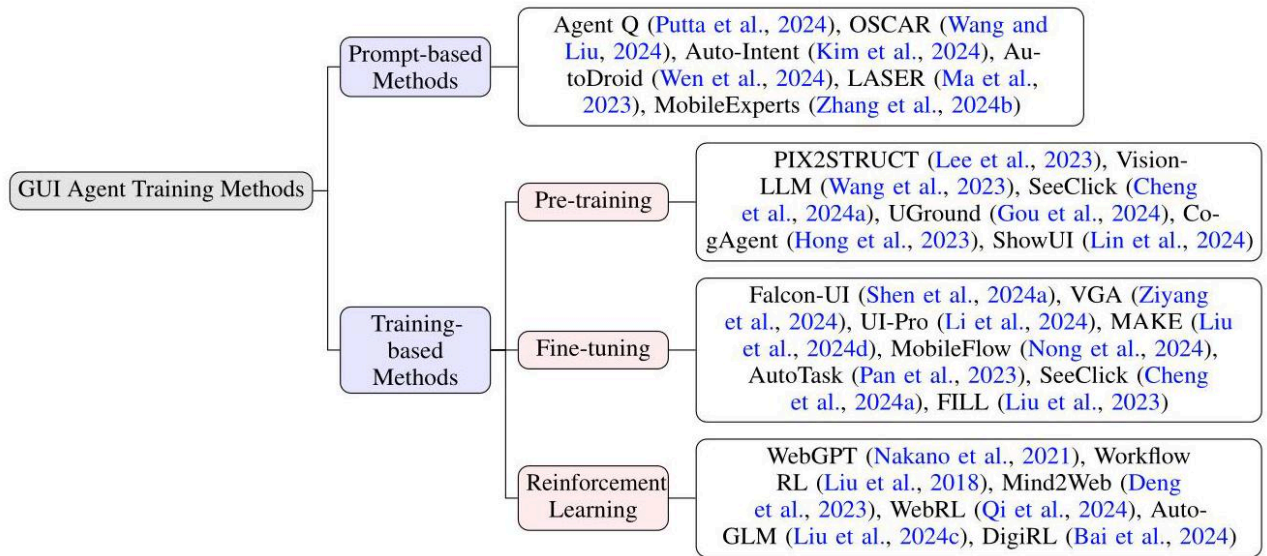 GUI Agent Training Methods
Prompt-based
Methods
Agent Q (Putta et al., 2024), OSCAR (Wang and
Liu, 2024), Auto-Intent (Kim et al., 2024), Au-
toDroid (Wen et al., 2024), LASER (Ma et al.,
2023), MobileExperts (Zhang et al., 2024b)
Training-
based
Methods
Pre-training
PIX2STRUCT (Lee et al., 2023), Vision-
LLM (Wang et al., 2023), SeeClick (Cheng
et al., 2024a), UGround (Gou et al., 2024), Co-
gAgent (Hong et al., 2023), ShowUI (Lin et al., 2024)
Fine-tuning
Falcon-UI (Shen et al., 2024a), VGA (Ziyang
et al., 2024), UI-Pro (Li et al., 2024), MAKE (Liu
et al., 2024d), MobileFlow (Nong et al., 2024),
AutoTask (Pan et al., 2023), SeeClick (Cheng
et al., 2024a), FILL (Liu et al., 2023)
Reinforcement
Learning
WebGPT (Nakano et al., 2021), Workflow
RL (Liu et al., 2018), Mind2Web (Deng
et al., 2023), WebRL (Qi et al., 2024), Auto-
GLM (Liu et al., 2024c), DigiRL (Bai et al., 2024)